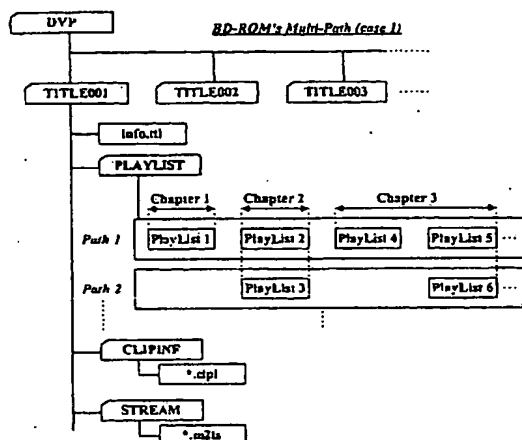 DVP
BD-ROM's Multi-Path (case 1)
TITLE001 TITLE002 TITLE003
info.ttl
PLAYLIST
Chapter 1 Chapter 2 Chapter 3
Path 1 PlayList 1 PlayList 2 PlayList 4 PlayList 5
Path 2 PlayList 3 PlayList 6
CLIPINF
*.clpi
STREAM
*.m2ts